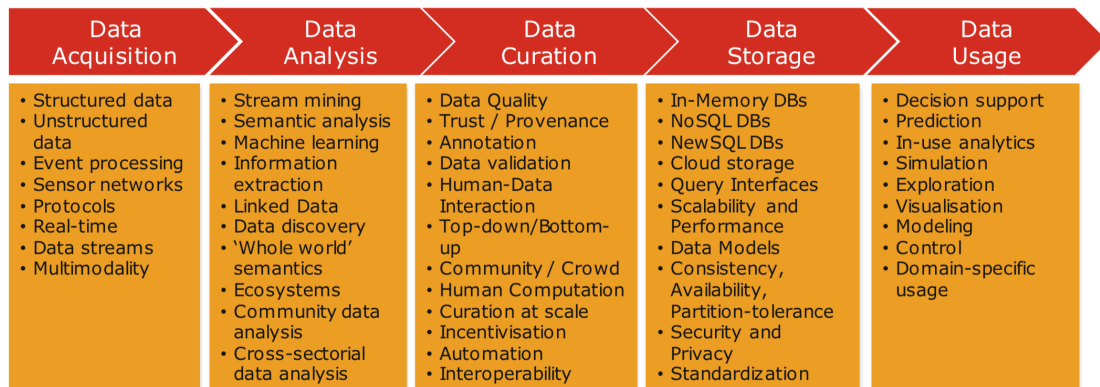 Data
Acquisition
Data
Analysis
Data
Curation
Data
Storage
Data
Usage
• Structured data
• Unstructured
data
• Event processing
• Sensor networks
• Protocols
• Real-time
• Data streams
• Multimodality
• Stream mining
• Semantic analysis
• Machine learning
• Information
extraction
• Linked Data
• Data discovery
• ‘Whole world’
semantics
• Ecosystems
• Community data
analysis
• Cross-sectorial
data analysis
• Data Quality
• Trust / Provenance
• Annotation
• Data validation
• Human-Data
Interaction
• Top-down/Bottom-
up
• Community / Crowd
• Human Computation
• Curation at scale
• Incentivisation
• Automation
• Interoperability
• In-Memory DBs
• NoSQL DBs
• NewSQL DBs
• Cloud storage
• Query Interfaces
• Scalability and
Performance
• Data Models
• Consistency,
Availability,
Partition-tolerance
• Security and
Privacy
• Standardization
• Decision support
• Prediction
• In-use analytics
• Simulation
• Exploration
• Visualisation
• Modeling
• Control
• Domain-specific
usage